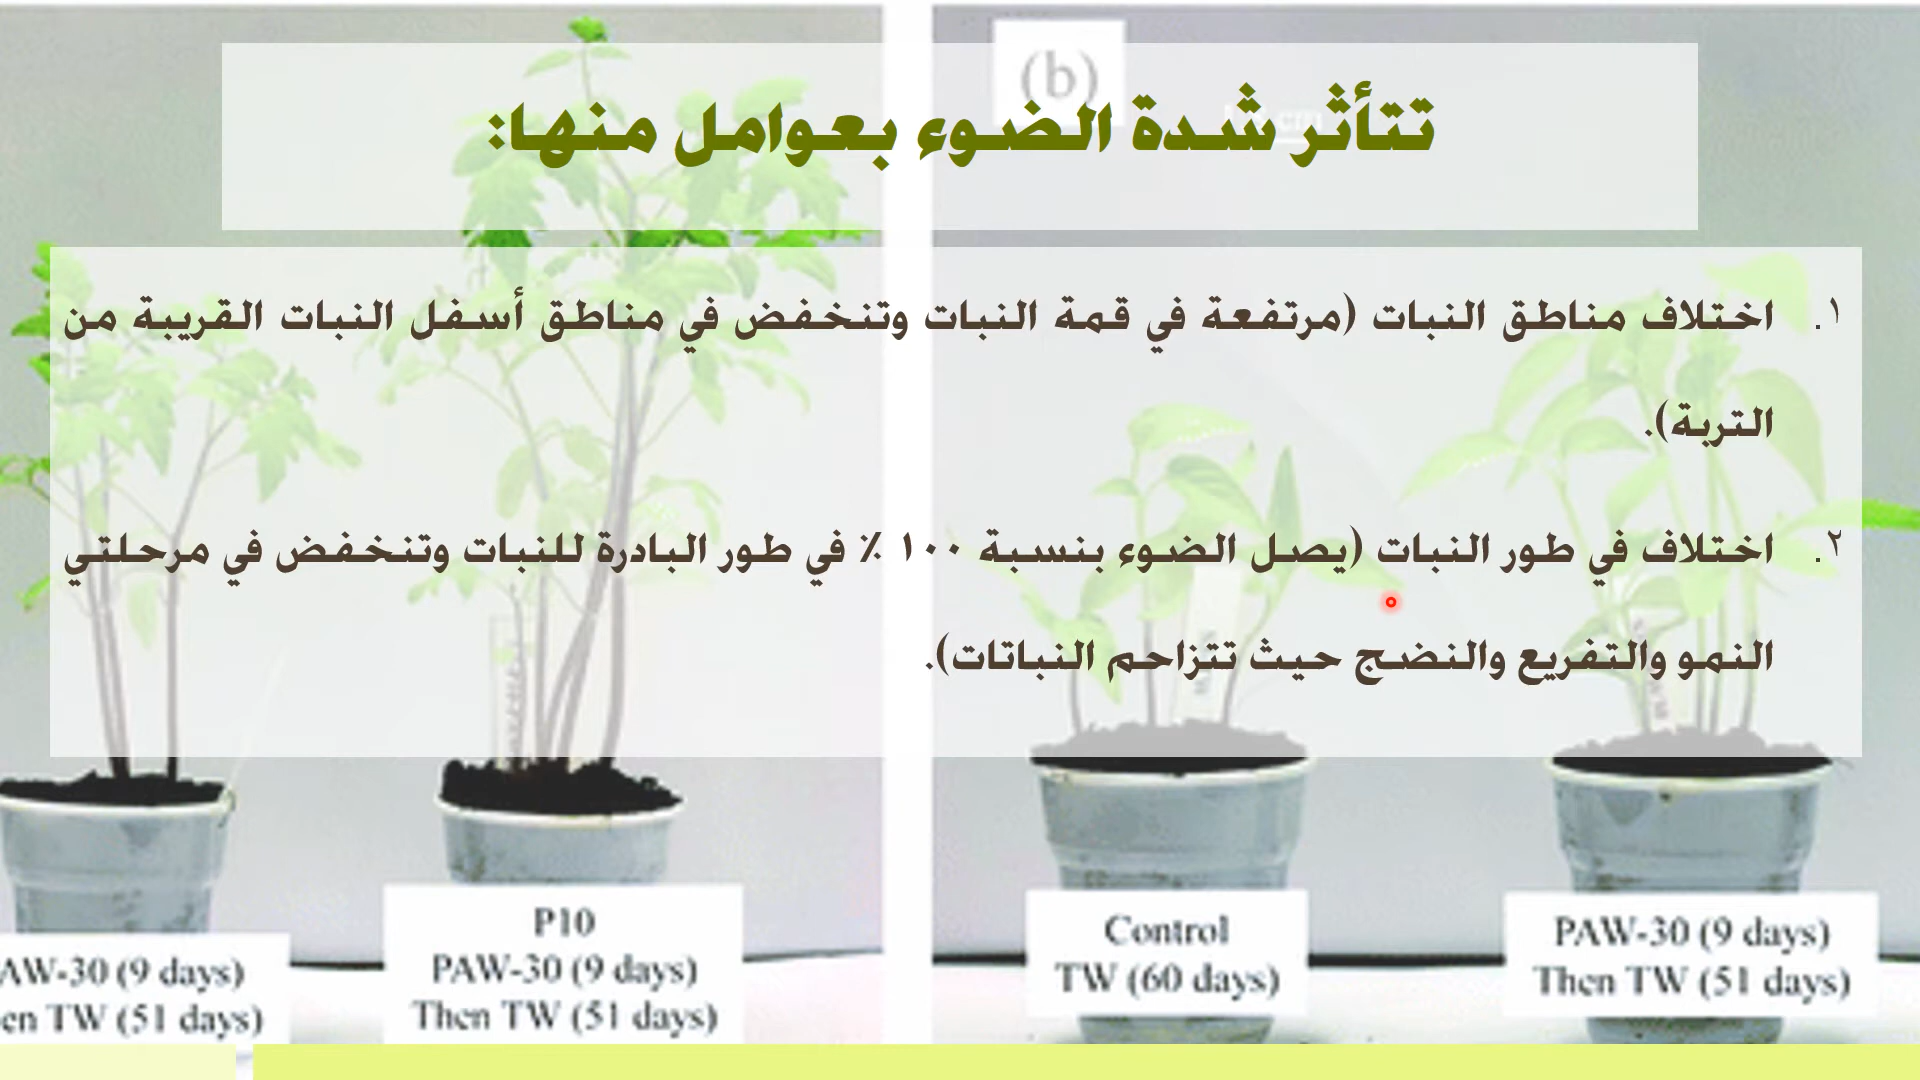 (b)
تتأثر شدة الضوء بعوامل منها:
١. اختلاف مناطق النبات (مرتفعة في قمة النبات وتنخفض في مناطق أسفل النبات القريبة من
التربة).
٢. اختلاف في طور النبات (يصل الضوء بنسبة ١٠٠ ٪ في طور البادرة للنبات وتنخفض في مرحلتي
النمو والتفريع والنضج حيث تتزاحم النباتات).
AW-30 (9 days)
en TW (51 days)
P10
PAW-30 (9 days)
Then TW (51 days)
Control
TW (60 days)
PAW-30 (9 days)
Then TW (51 days)